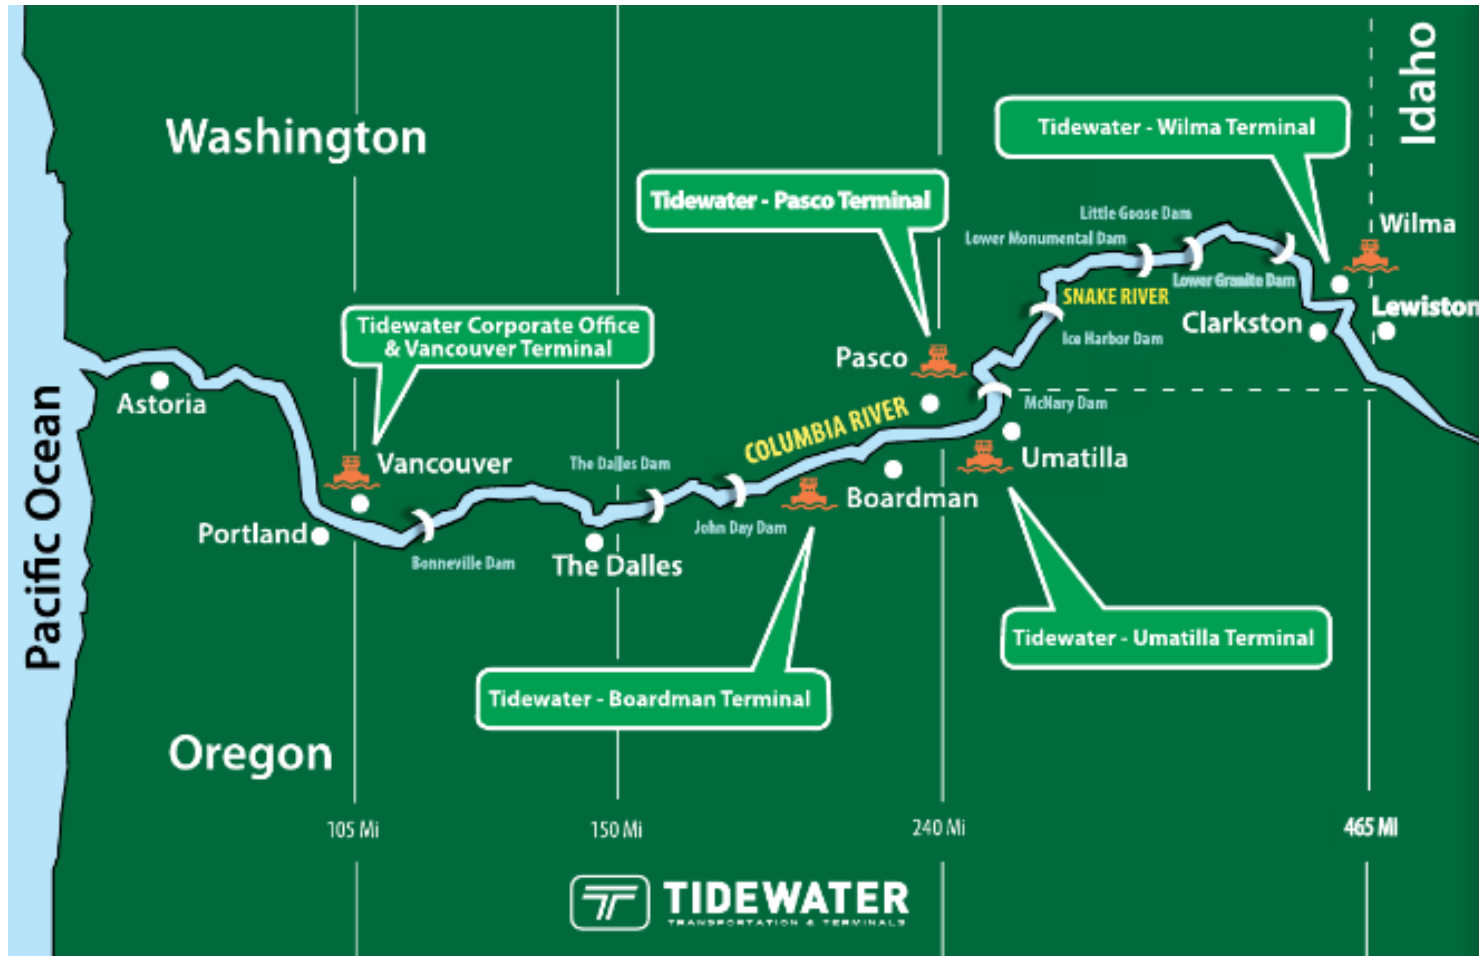 Washington
Idaho
Tidewater - Wilma Terminal
Tidewater - Pasco Terminal
Little Goose Dam
Lower Monumental Dam
Wilma
Lower Granite Dam
SNAKE RIVER
Lewiston
Clarkston
Tidewater Corporate Office
& Vancouver Terminal
Ice Harbor Dam
Pasco
Astoria
McNary Dam
COLUMBIA RIVER
Pacific Ocean
Vancouver
The Dalles Dam
Umatilla
Boardman
Portland
John Day Dam
Bonneville Dam
The Dalles
Tidewater - Umatilla Terminal
Tidewater - Boardman Terminal
Oregon
105 Mi
150 Mi
240 Mi
465 MI
TIDEWATER
TRANSPORTATION & TERMINALS